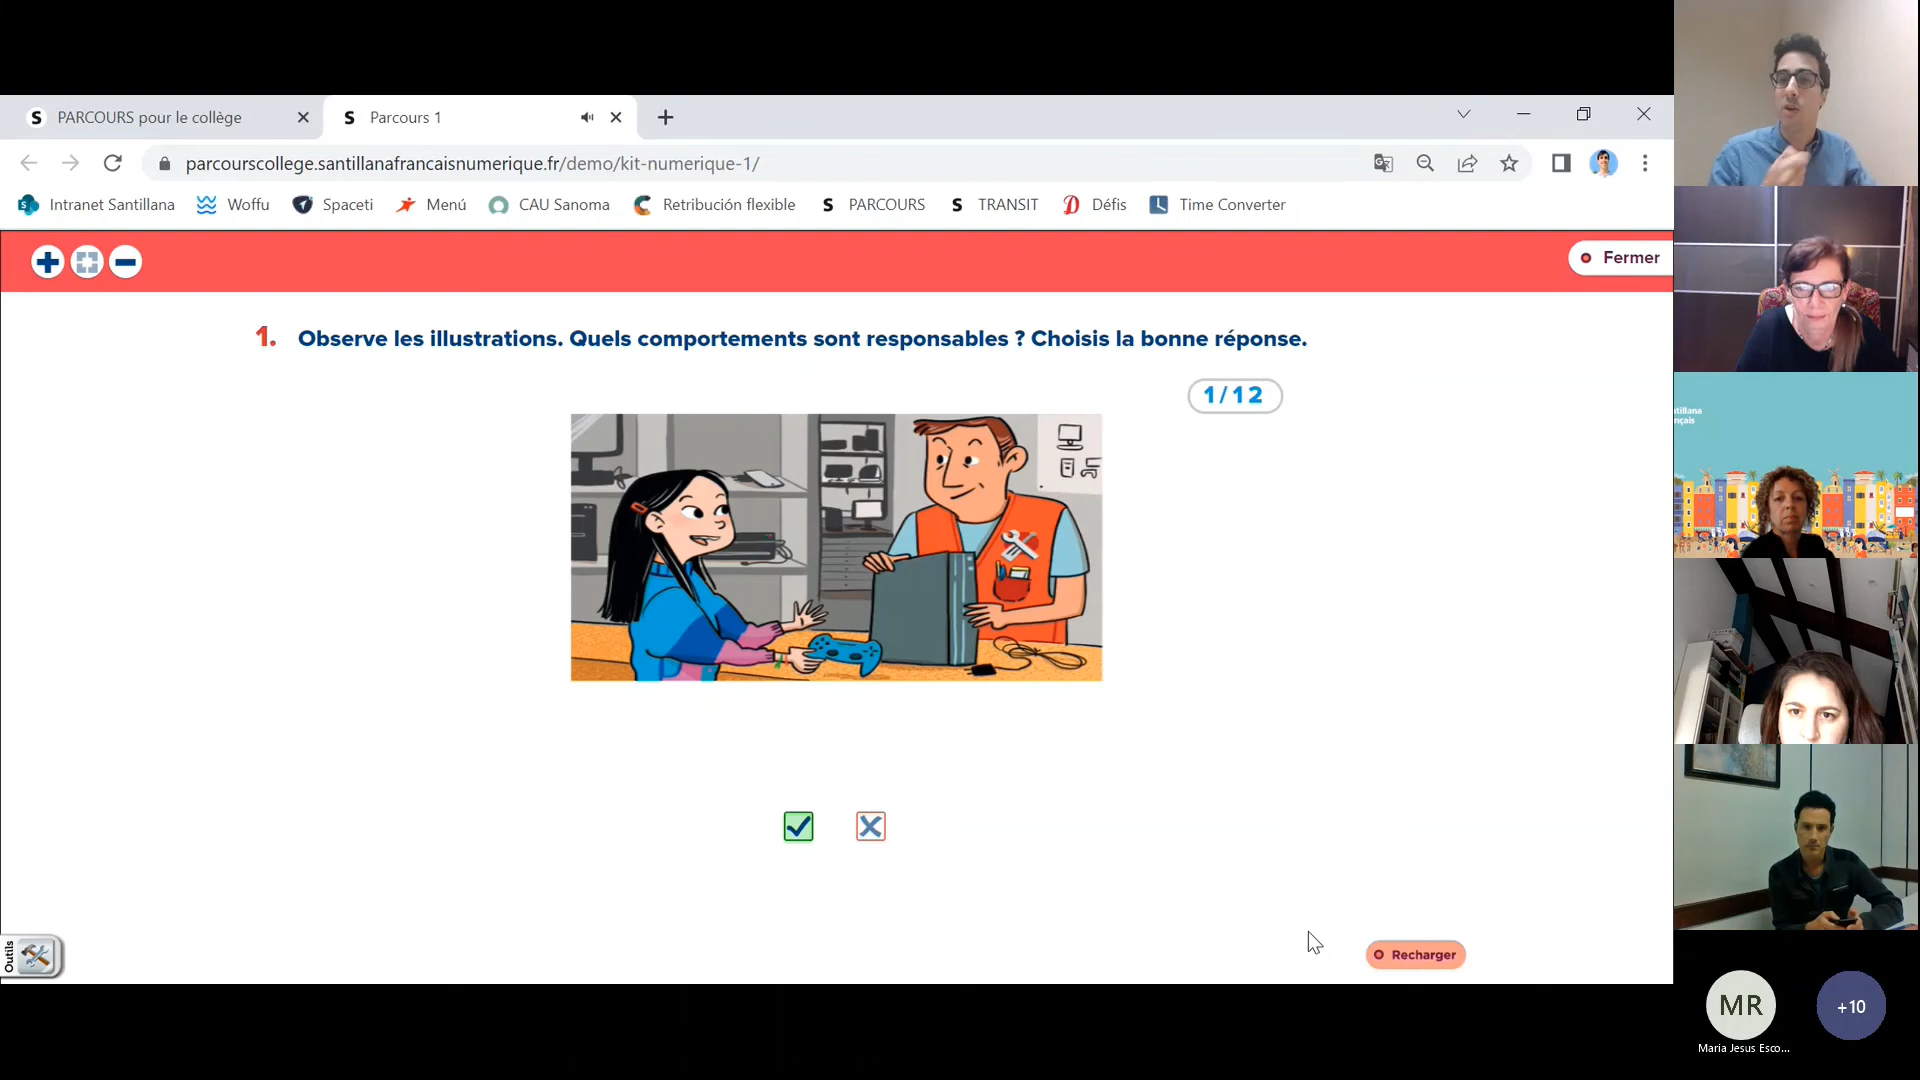 PARCOURS pour le collège
Parcours 1
parcourscollege.santillanafrancaisnumerique.fr/demo/kit-numerique-1/
Intranet Santillana
Woffu
Spaceti
Menú
CAU Sanoma
Retribución flexible
PARCOURS
TRANSIT
Défis
Time Converter
Fermer
1. Observe les illustrations. Quels comportements sont responsables ? Choisis la bonne réponse.
1/12
Outils
Recharger
tillana
nçais
MR
+10
Maria Jesus Esco...